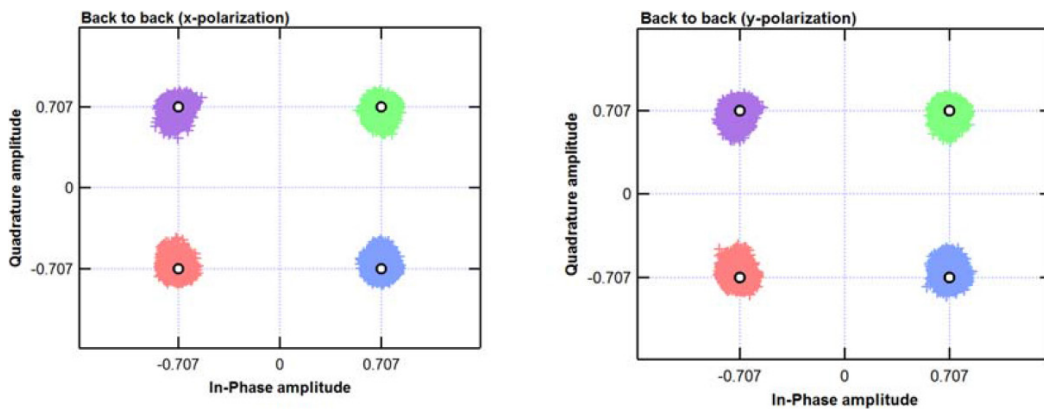 Back to back (x-polarization)
Quadrature amplitude
0.707
0
-0.707
-0.707 0 0.707
In-Phase amplitude
Back to back (y-polarization)
Quadrature amplitude
0.707
0
-0.707
-0.707 0 0.707
In-Phase amplitude